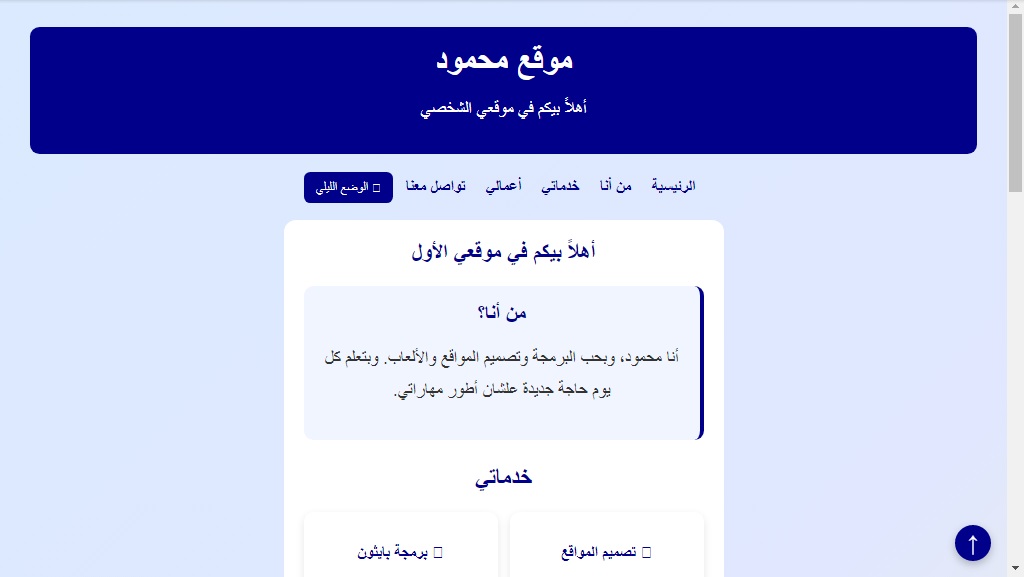 موقع محمود
أهلاً بيكم في موقعي الشخصي
الرئيسية
من أنا
خدماتي
أعمالي
تواصل معنا
الوضع الليلي
أهلاً بيكم في موقعي الأول
من أنا؟
أنا محمود، وبحب البرمجة وتصميم المواقع والألعاب. وبتعلم كل
يوم حاجة جديدة علشان أطور مهاراتي.
خدماتي
تصميم المواقع
برمجة بايثون
↑